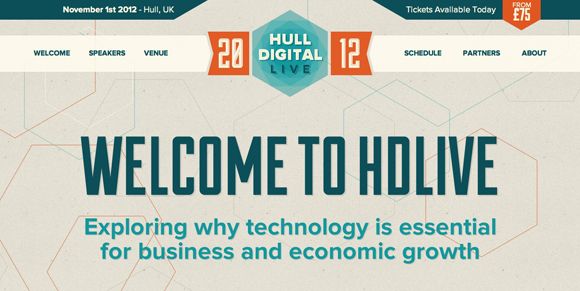 November 1st 2012 - Hull, UK
Tickets Available Today
FROM
£75
WELCOME SPEAKERS VENUE
20
HULL
DIGITAL
LIVE
12
SCHEDULE PARTNERS ABOUT
WELCOME TO HDLIVE
Exploring why technology is essential
for business and economic growth